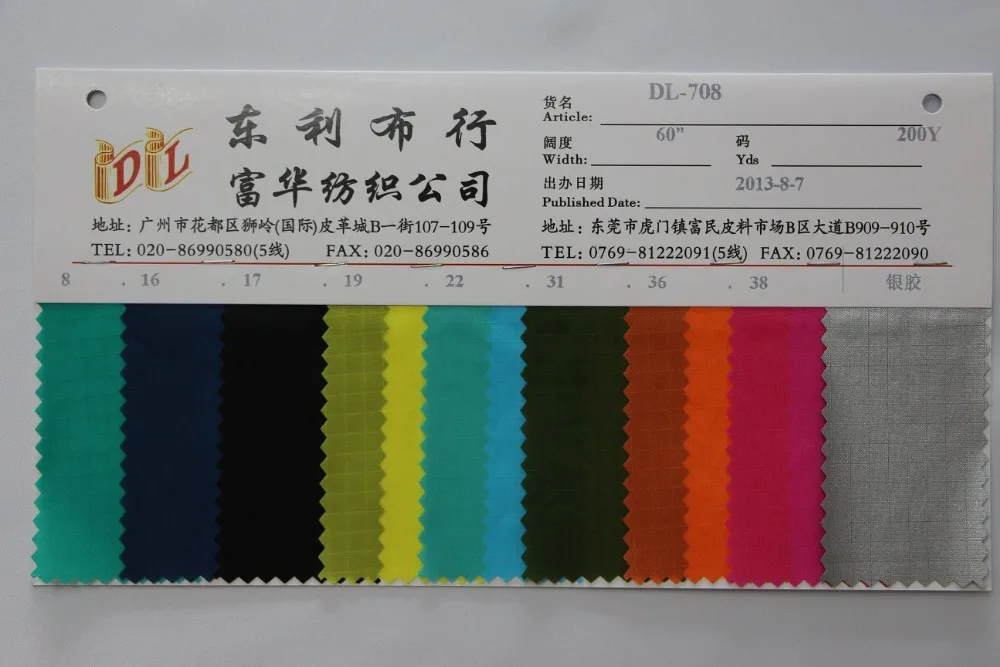 DL
东利布行
富华纺织公司
地址: 广州市花都区狮岭(国际)皮革城B一街107-109号
TEL: 020-86990580(5线) FAX: 020-86990586
货名 DL-708
Article:
阔度 60" 码 200Y
Width: Yds
出办日期 2013-8-7
Published Date:
地址: 东莞市虎门镇富民皮料市场B区大道B909-910号
TEL: 0769-81222091(5线) FAX: 0769-81222090
8 . 16 . 17 . 19 . 22 . 31 . 36 . 38 银胶